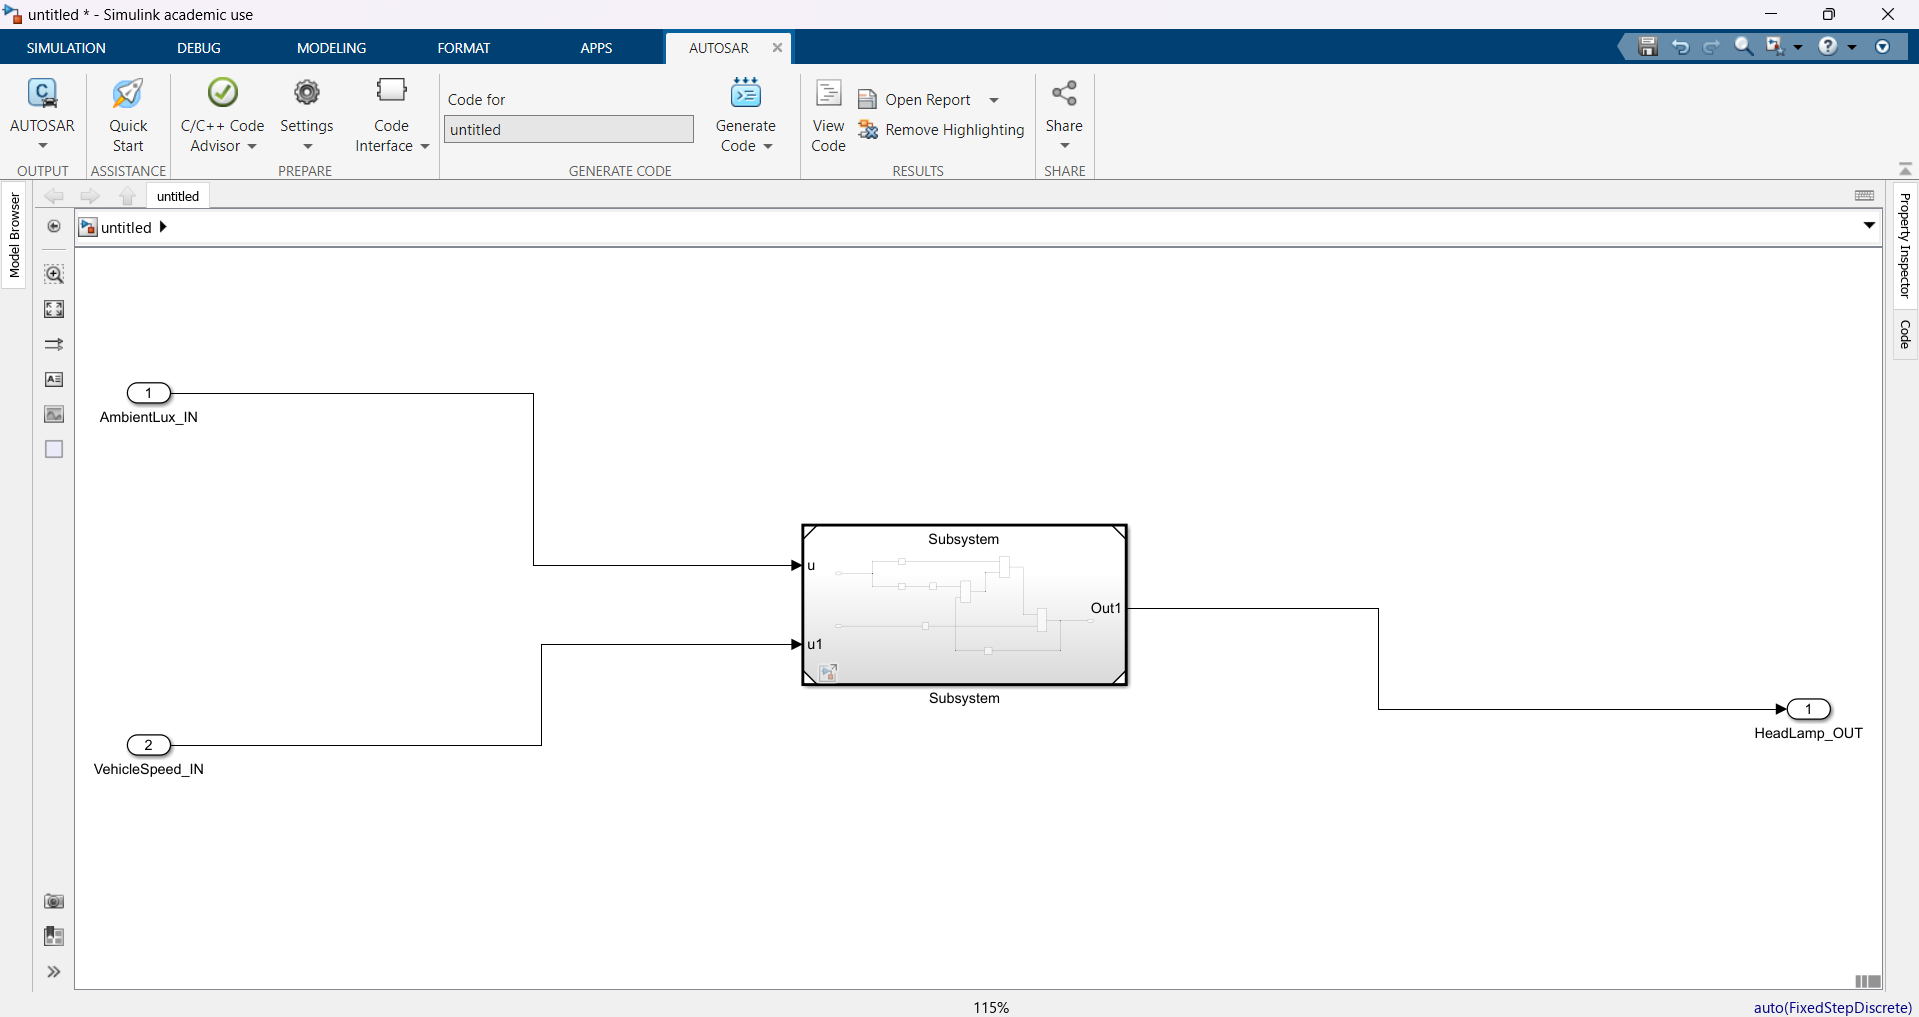 untitled * - Simulink academic use
SIMULATION DEBUG MODELING FORMAT APPS AUTOSAR
AUTOSAR
OUTPUT
Quick
Start
ASSISTANCE
C/C++ Code
Advisor
Settings
Code
Interface
PREPARE
Code for
untitled
Generate
Code
GENERATE CODE
View
Code
Open Report
Remove Highlighting
RESULTS
Share
SHARE
Model Browser
untitled
untitled
Property Inspector
Code
1
AmbientLux_IN
2
VehicleSpeed_IN
Subsystem
u
u1
Out1
Subsystem
1
HeadLamp_OUT
115%
auto(FixedStepDiscrete)